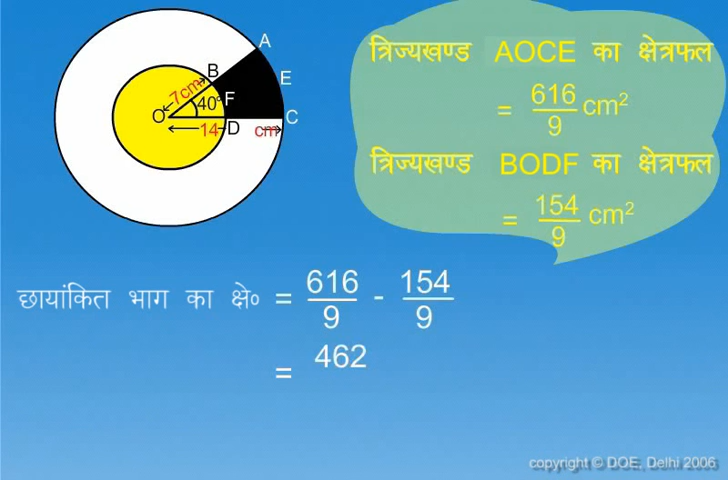 A
B
E
7cm
40°
F
O
C
14
D
cm
त्रिज्यखण्ड AOCE का क्षेत्रफल
= 616/9 cm²
त्रिज्यखण्ड BODF का क्षेत्रफल
= 154/9 cm²
छायांकित भाग का क्षे० = 616/9 - 154/9
= 462
copyright © DOE, Delhi 2006